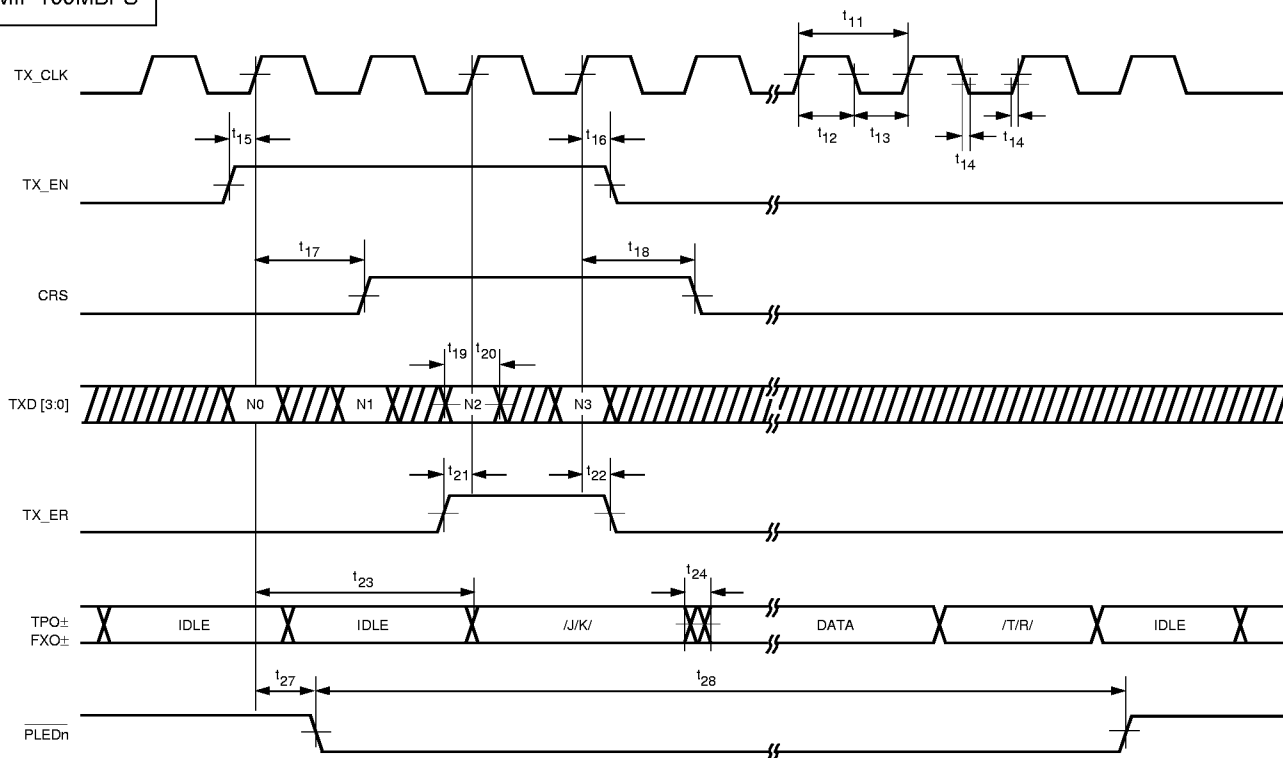 MII 100MBPS
t11
TX_CLK
t12 t13 t14 t14
t15 t16
TX_EN
t17 t18
CRS
t19 t20
TXD [3:0] N0 N1 N2 N3
t21 t22
TX_ER
t23 t24
TPO± IDLE IDLE /J/K/ DATA /T/R/ IDLE
FXO±
t27 t28
PLEDn